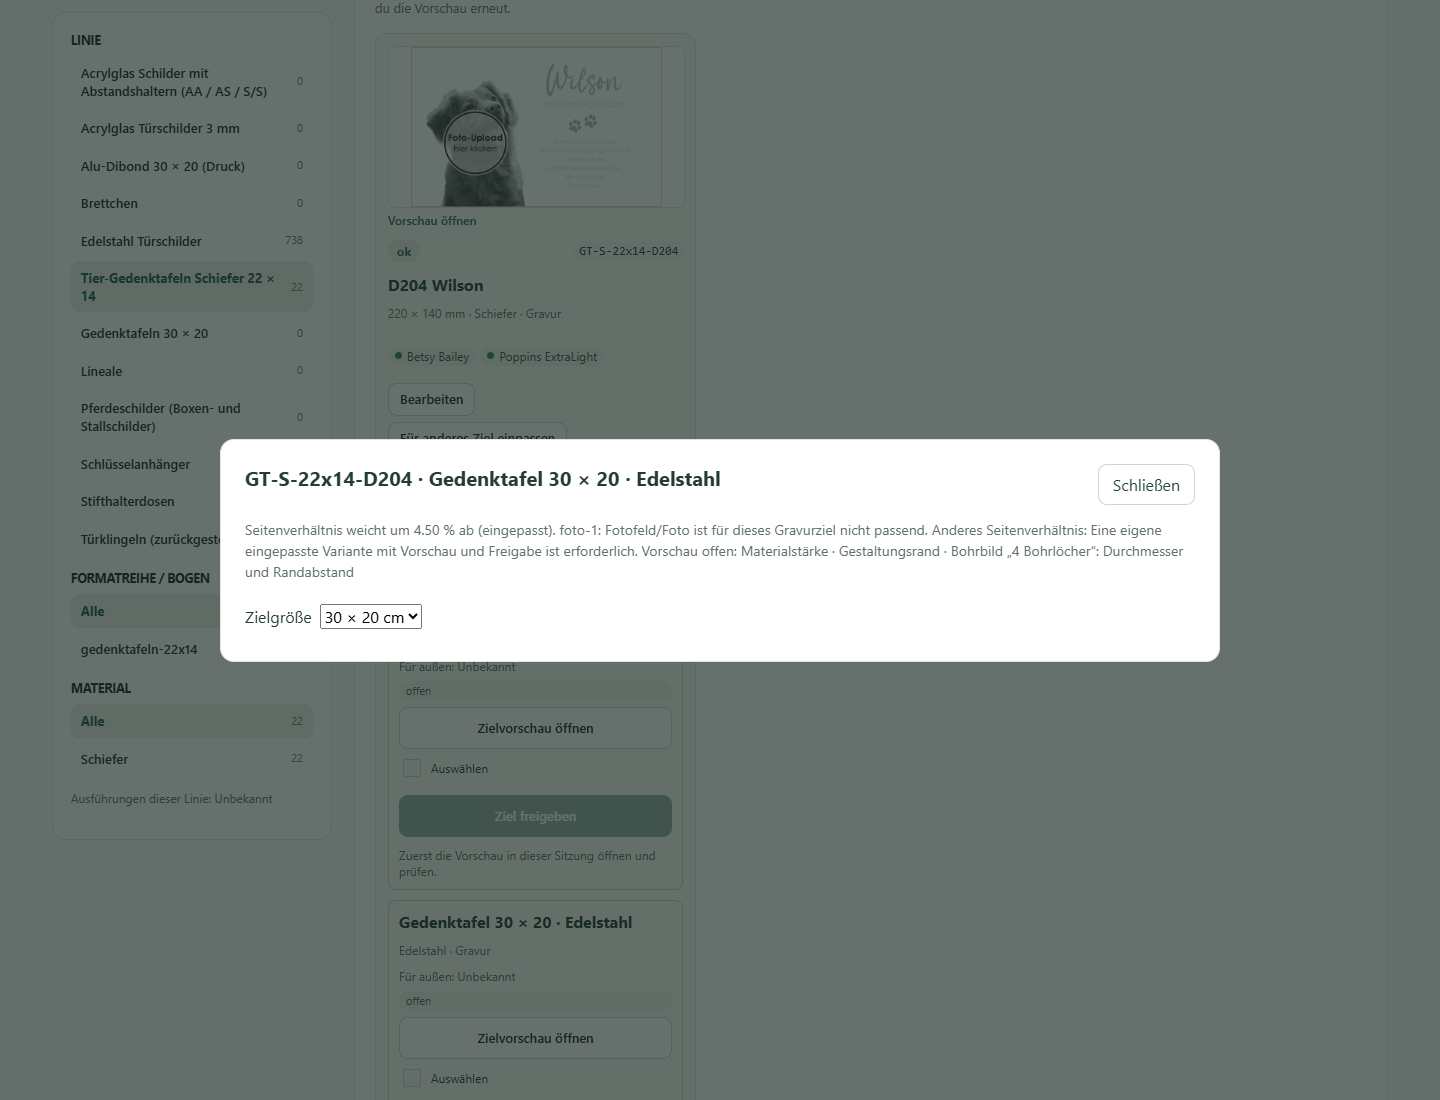 du die Vorschau erneut.
LINIE
Acrylglas Schilder mit
Abstandshaltern (AA / AS / S/S)
0
Acrylglas Türschilder 3 mm
0
Alu-Dibond 30 × 20 (Druck)
0
Brettchen
0
Edelstahl Türschilder
738
Tier-Gedenktafeln Schiefer 22 ×
14
22
Gedenktafeln 30 × 20
0
Lineale
0
Pferdeschilder (Boxen- und
Stallschilder)
0
Schlüsselanhänger
Stifthalterdosen
Türklingeln (zurückgeste
FORMATREIHE / BOGEN
Alle
gedenktafeln-22x14
MATERIAL
Alle
22
Schiefer
22
Ausführungen dieser Linie: Unbekannt
Wilson
Foto-Upload
hier klicken
Vorschau öffnen
ok
GT-S-22x14-D204
D204 Wilson
220 × 140 mm · Schiefer · Gravur
Betsy Bailey
Poppins ExtraLight
Bearbeiten
Für anderes Ziel einpassen
GT-S-22x14-D204 · Gedenktafel 30 × 20 · Edelstahl
Schließen
Seitenverhältnis weicht um 4.50 % ab (eingepasst). foto-1: Fotofeld/Foto ist für dieses Gravurziel nicht passend. Anderes Seitenverhältnis: Eine eigene
eingepasste Variante mit Vorschau und Freigabe ist erforderlich. Vorschau offen: Materialstärke · Gestaltungsrand · Bohrbild „4 Bohrlöcher“: Durchmesser
und Randabstand
Zielgröße
30 × 20 cm
Für außen: Unbekannt
offen
Zielvorschau öffnen
Auswählen
Ziel freigeben
Zuerst die Vorschau in dieser Sitzung öffnen und
prüfen.
Gedenktafel 30 × 20 · Edelstahl
Edelstahl · Gravur
Für außen: Unbekannt
offen
Zielvorschau öffnen
Auswählen